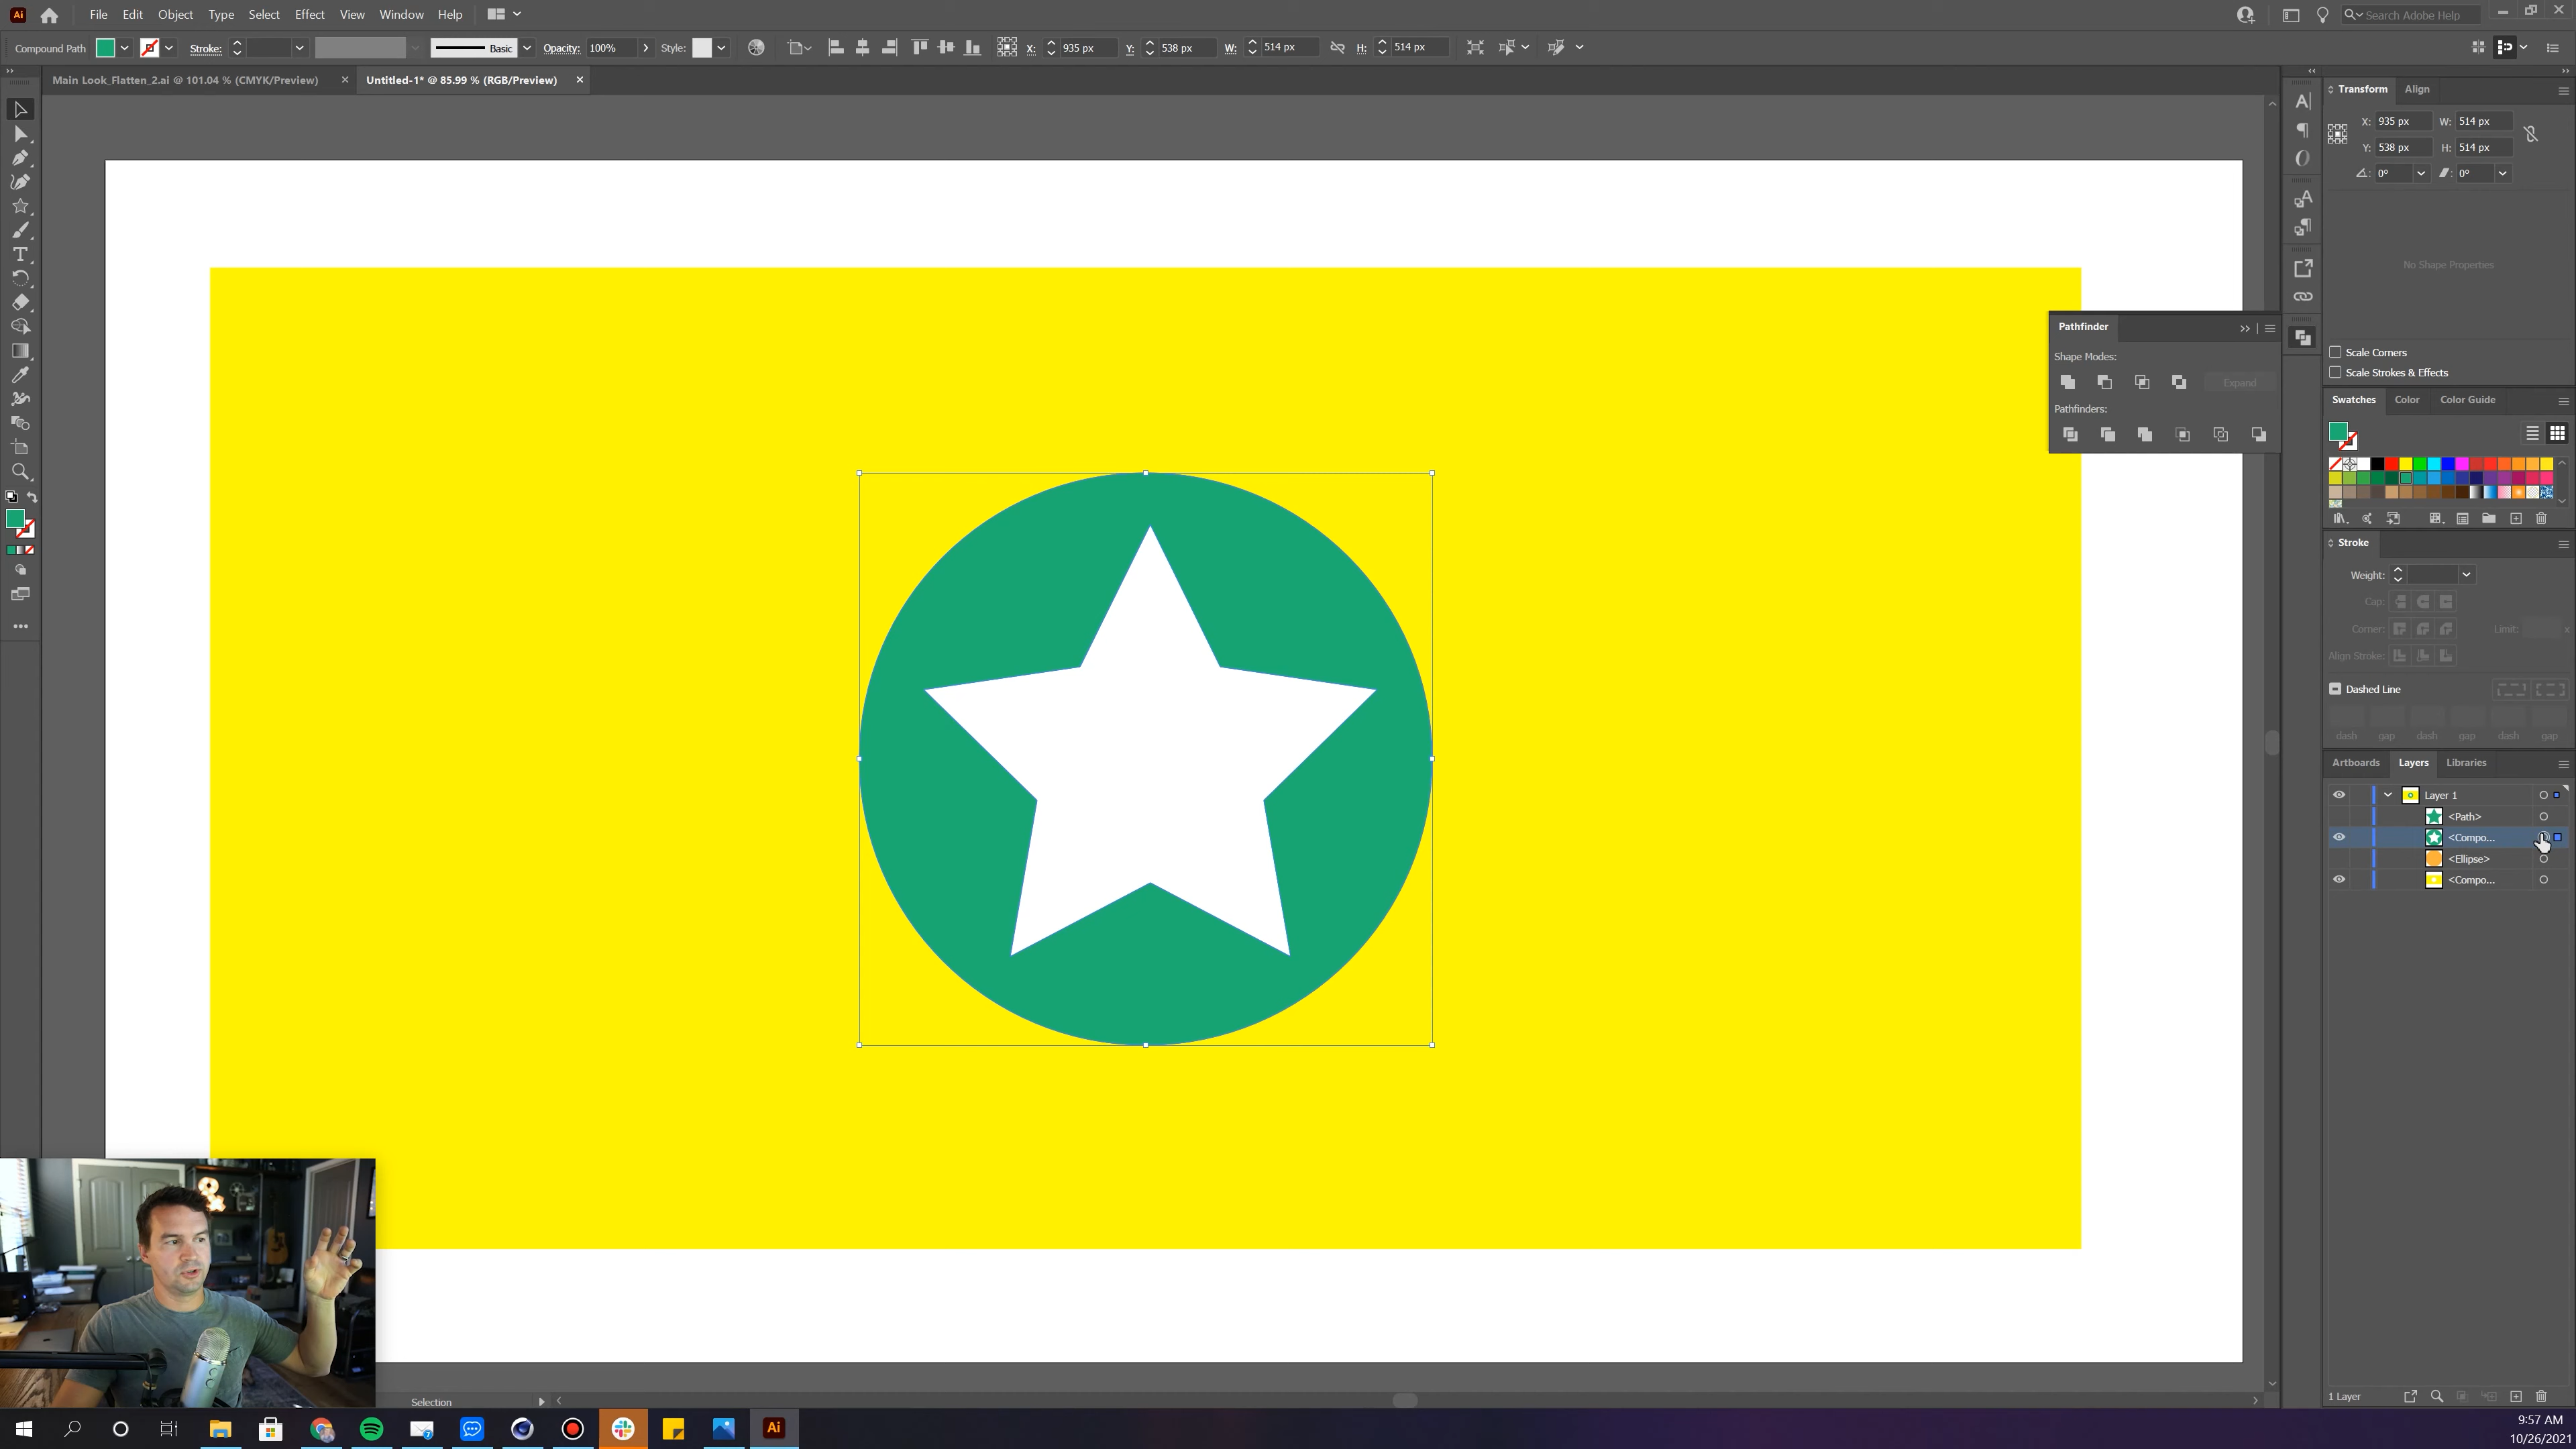 Ai File Edit Object Type Select Effect View Window Help Search Adobe Help
Compound Path Stroke: Basic Opacity: 100% Style: X: 935 px Y: 538 px W: 514 px H: 514 px
Main Look_Flatten_2.ai @ 101.04 % (CMYK/Preview) Untitled-1* @ 85.99 % (RGB/Preview)
Transform Align
X: 935 px W: 514 px
Y: 538 px H: 514 px
0° 0°
No Shape Properties
Scale Corners
Scale Strokes & Effects
Pathfinder
Shape Modes:
Expand
Pathfinders:
Swatches Color Color Guide
Stroke
Weight:
Cap:
Corner: Limit: x
Align Stroke:
Dashed Line
dash gap dash gap dash gap
Artboards Layers Libraries
Layer 1
<Path>
<Compo...
<Ellipse>
<Compo...
1 Layer
Selection
Ai
9:57 AM
10/26/2021